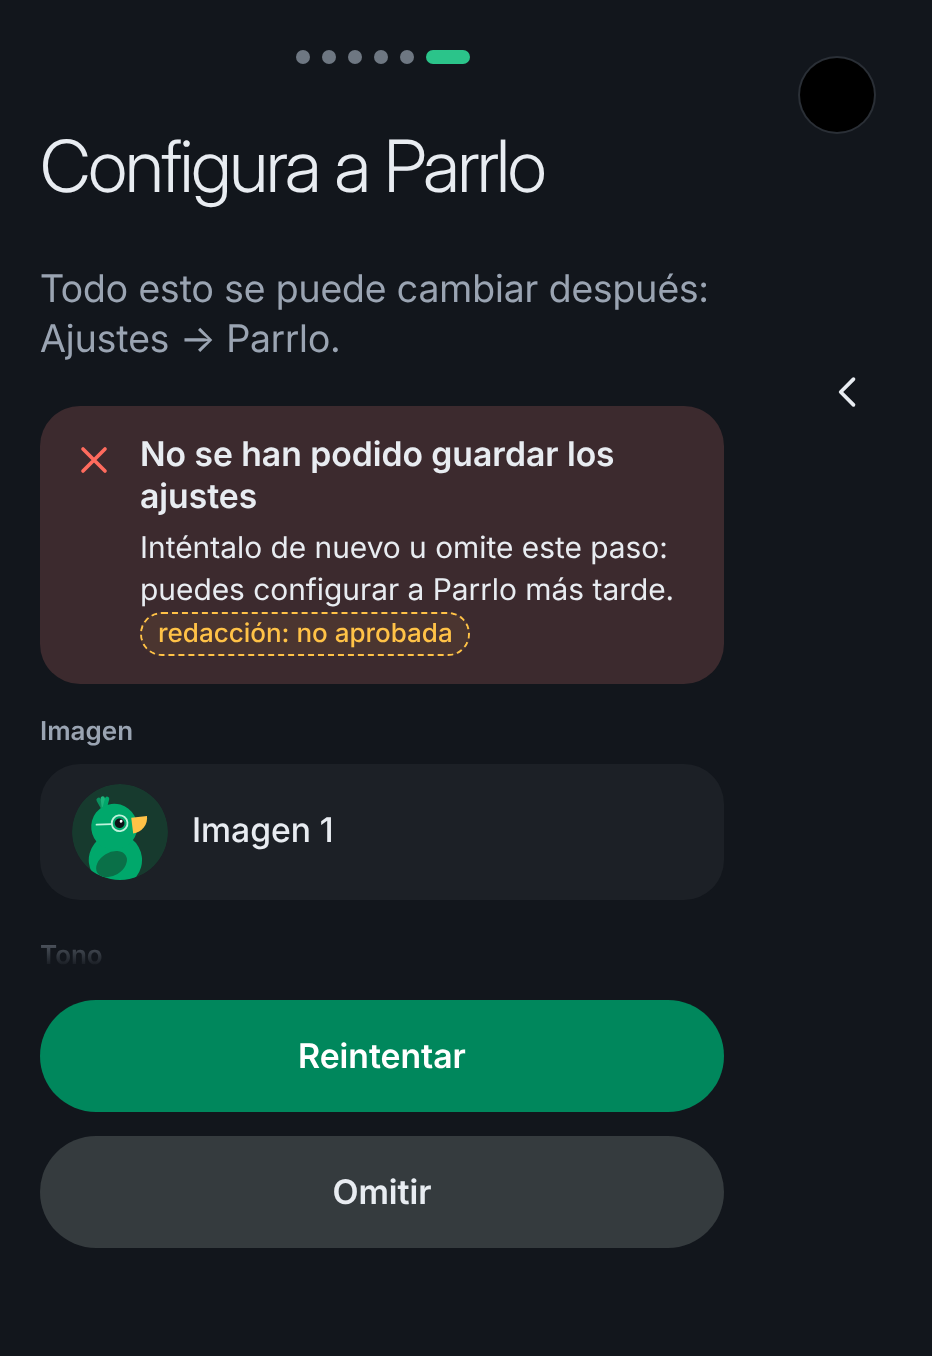 Configura a Parrlo
Todo esto se puede cambiar después:
Ajustes → Parrlo.
No se han podido guardar los
ajustes
Inténtalo de nuevo u omite este paso:
puedes configurar a Parrlo más tarde.
redacción: no aprobada
Imagen
Imagen 1
Tono
Reintentar
Omitir